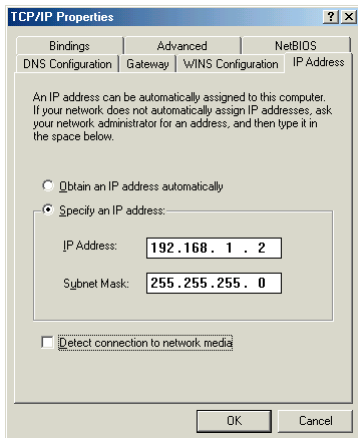 TCP/IP Properties
Bindings Advanced NetBIOS
DNS Configuration Gateway WINS Configuration IP Address
An IP address can be automatically assigned to this computer.
If your network does not automatically assign IP addresses, ask
your network administrator for an address, and then type it in
the space below.
Obtain an IP address automatically
Specify an IP address:
IP Address: 192.168. 1 . 2
Subnet Mask: 255.255.255. 0
Detect connection to network media
OK Cancel